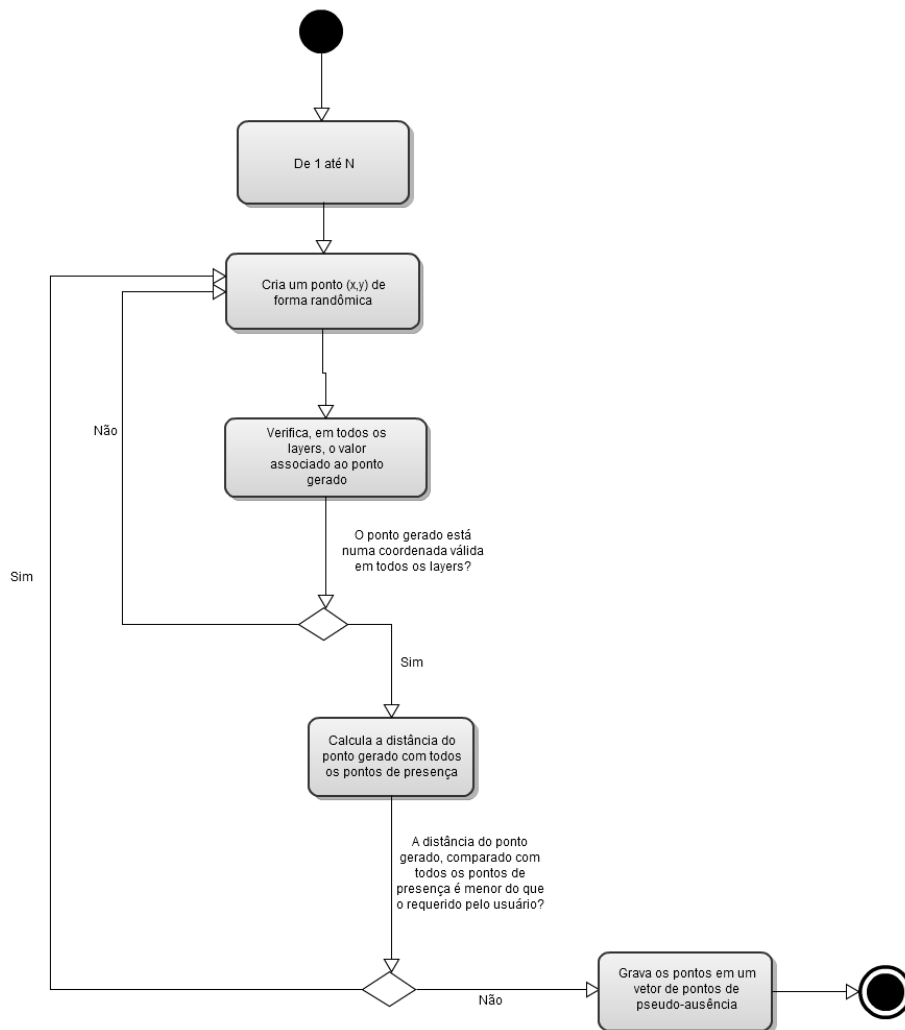 De 1 até N
Cria um ponto (x,y) de
forma randômica
Não
Verifica, em todos os
layers, o valor
associado ao ponto
gerado
O ponto gerado está
numa coordenada válida
em todos os layers?
Sim
Sim
Calcula a distância do
ponto gerado com todos
os pontos de presença
A distância do ponto
gerado, comparado com
todos os pontos de
presença é menor do que
o requerido pelo usuário?
Não
Grava os pontos em um
vetor de pontos de
pseudo-ausência